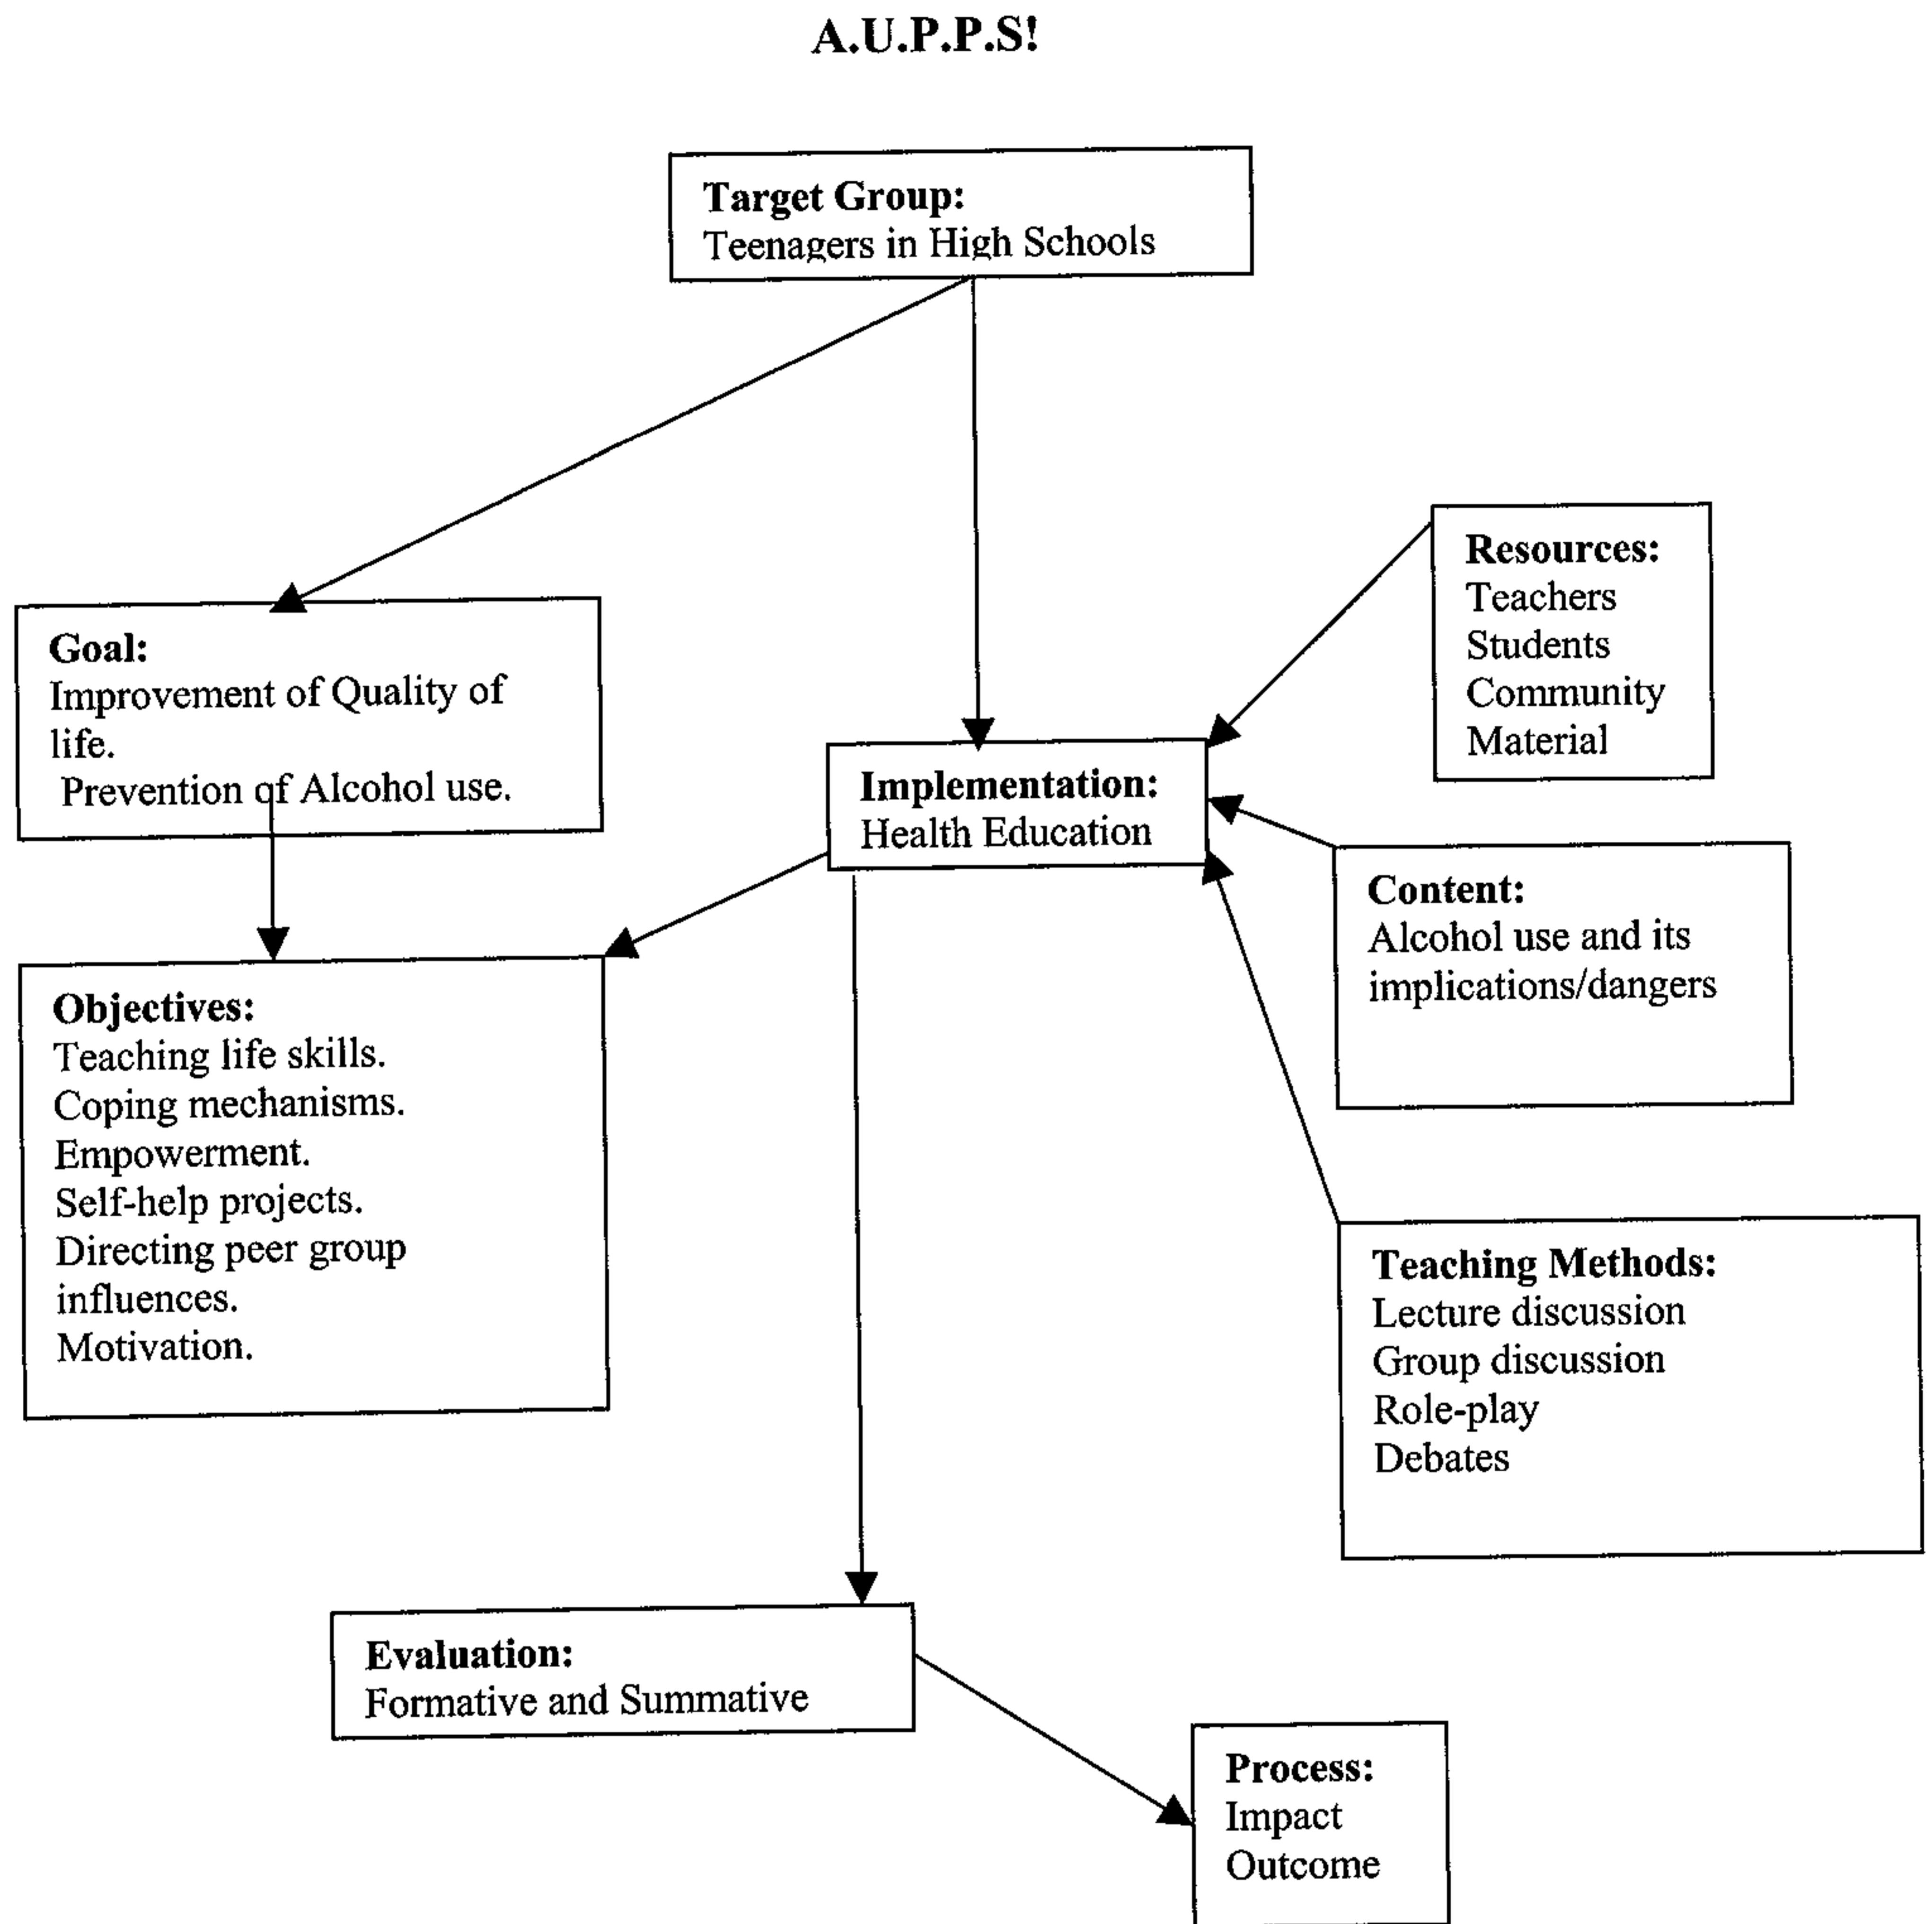 A.U.P.P.S!
Target Group:
Teenagers in High Schools
Goal:
Improvement of Quality of
life.
Prevention of Alcohol use.
Resources:
Teachers
Students
Community
Material
Implementation:
Health Education
Content:
Alcohol use and its
implications/dangers
Objectives:
Teaching life skills.
Coping mechanisms.
Empowerment.
Self-help projects.
Directing peer group
influences.
Motivation.
Teaching Methods:
Lecture discussion
Group discussion
Role-play
Debates
Evaluation:
Formative and Summative
Process:
Impact
Outcome